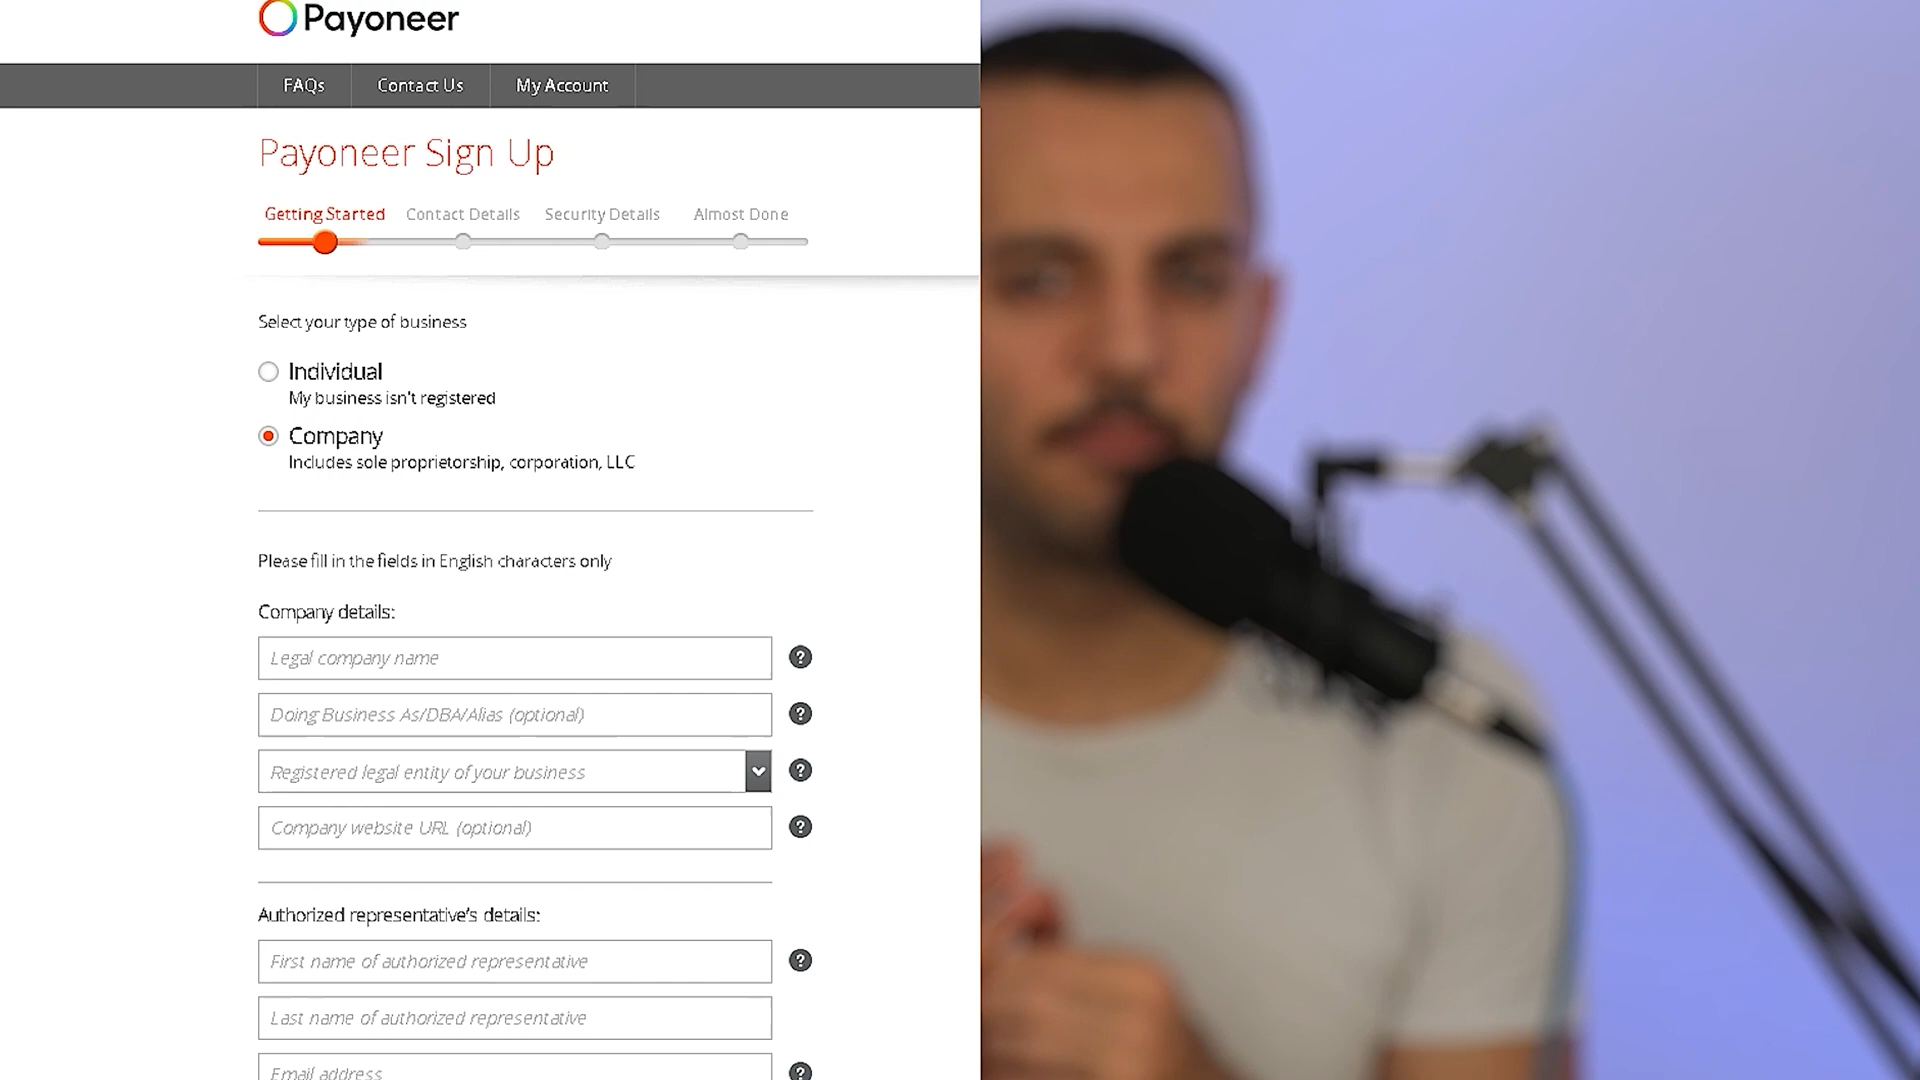 Payoneer
FAQs Contact Us My Account
Payoneer Sign Up
Getting Started Contact Details Security Details Almost Done
Select your type of business
Individual
My business isn't registered
Company
Includes sole proprietorship, corporation, LLC
Please fill in the fields in English characters only
Company details:
Legal company name
?
Doing Business As/DBA/Alias (optional)
?
Registered legal entity of your business
?
Company website URL (optional)
?
Authorized representative's details:
First name of authorized representative
?
Last name of authorized representative
Email address
?